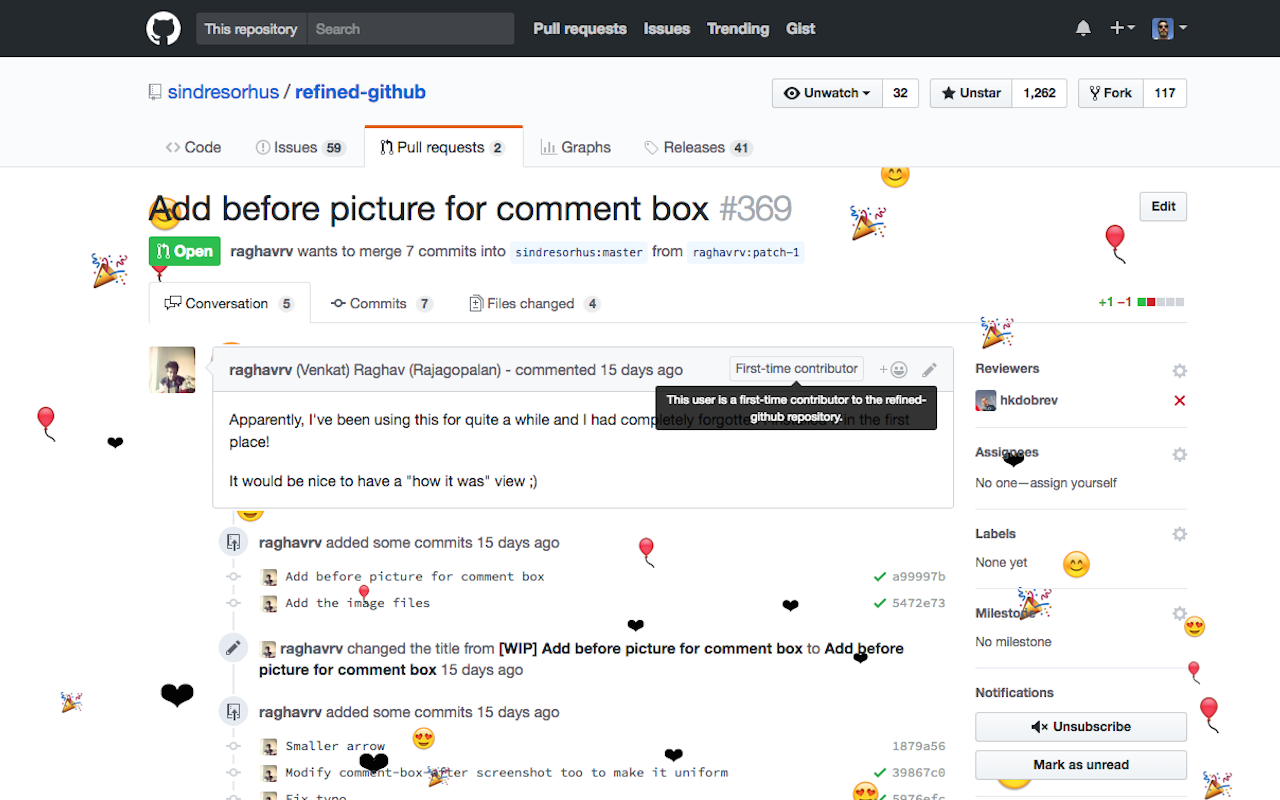 This repository Search Pull requests Issues Trending Gist
sindresorhus / refined-github Unwatch 32 Unstar 1,262 Fork 117
Code Issues 59 Pull requests 2 Graphs Releases 41
Add before picture for comment box #369 Edit
Open raghavrv wants to merge 7 commits into sindresorhus:master from raghavrv:patch-1
Conversation 5 Commits 7 Files changed 4 +1 −1
raghavrv (Venkat) Raghav (Rajagopalan) - commented 15 days ago First-time contributor
This user is a first-time contributor to the refined-
github repository.
Apparently, I've been using this for quite a while and I had completely in the first
place!
It would be nice to have a "how it was" view ;)
Reviewers
hkdobrev
Assignees
No one—assign yourself
Labels
None yet
Milestone
No milestone
Notifications
Unsubscribe
Mark as unread
raghavrv added some commits 15 days ago
Add before picture for comment box a99997b
Add the image files 5472e73
raghavrv changed the title from [WIP] Add before picture for comment box to Add before
picture for comment box 15 days ago
raghavrv added some commits 15 days ago
Smaller arrow 1879a56
Modify comment-box-after screenshot too to make it uniform 39867c0
Fix typo 5976efc